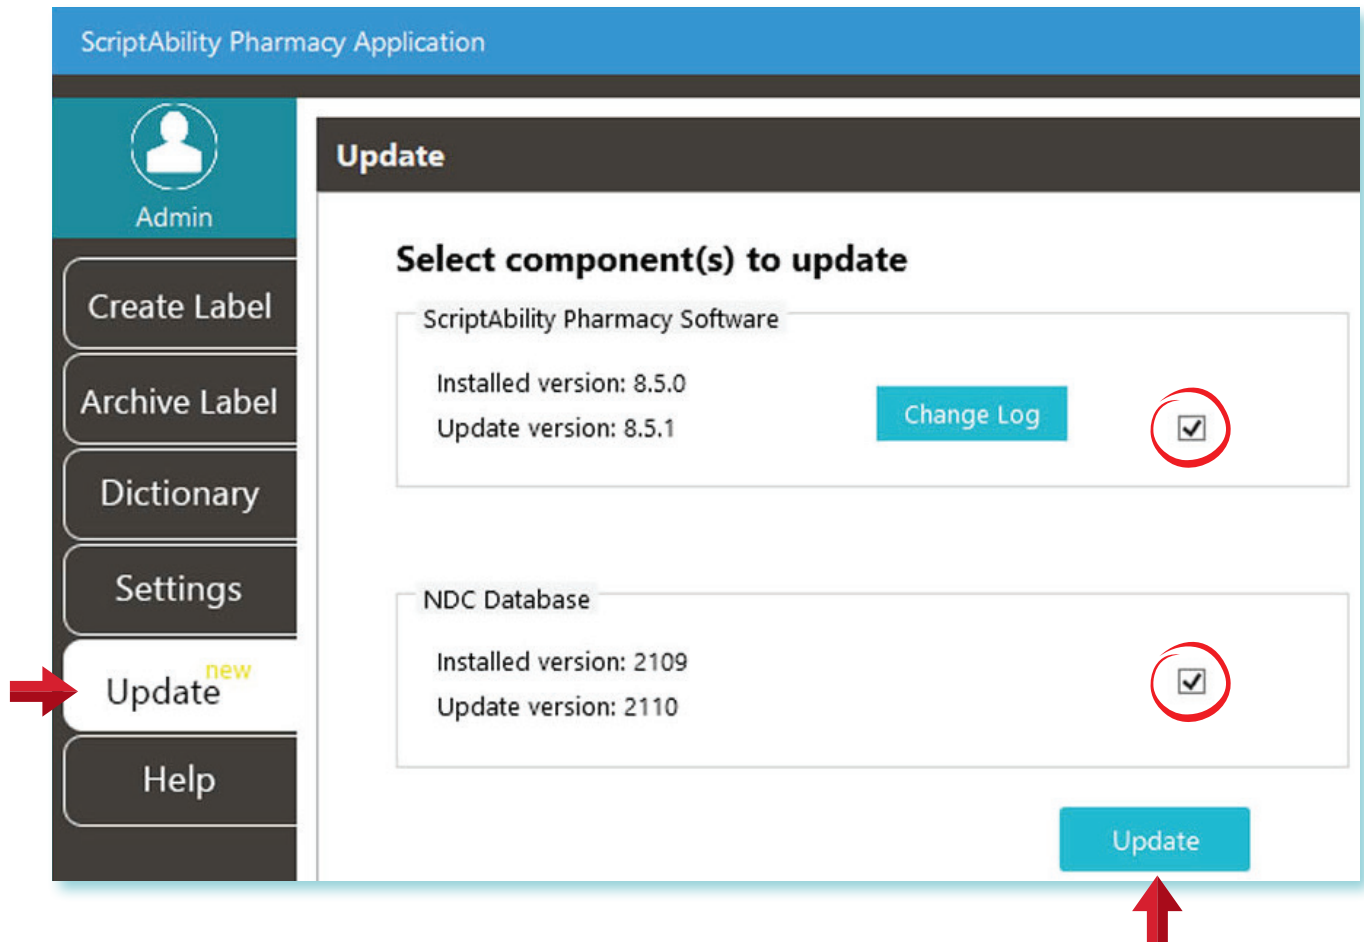 ScriptAbility Pharmacy Application
Admin
Create Label
Archive Label
Dictionary
Settings
Update new
Help
Update
Select component(s) to update
ScriptAbility Pharmacy Software
Installed version: 8.5.0
Update version: 8.5.1
Change Log
NDC Database
Installed version: 2109
Update version: 2110
Update